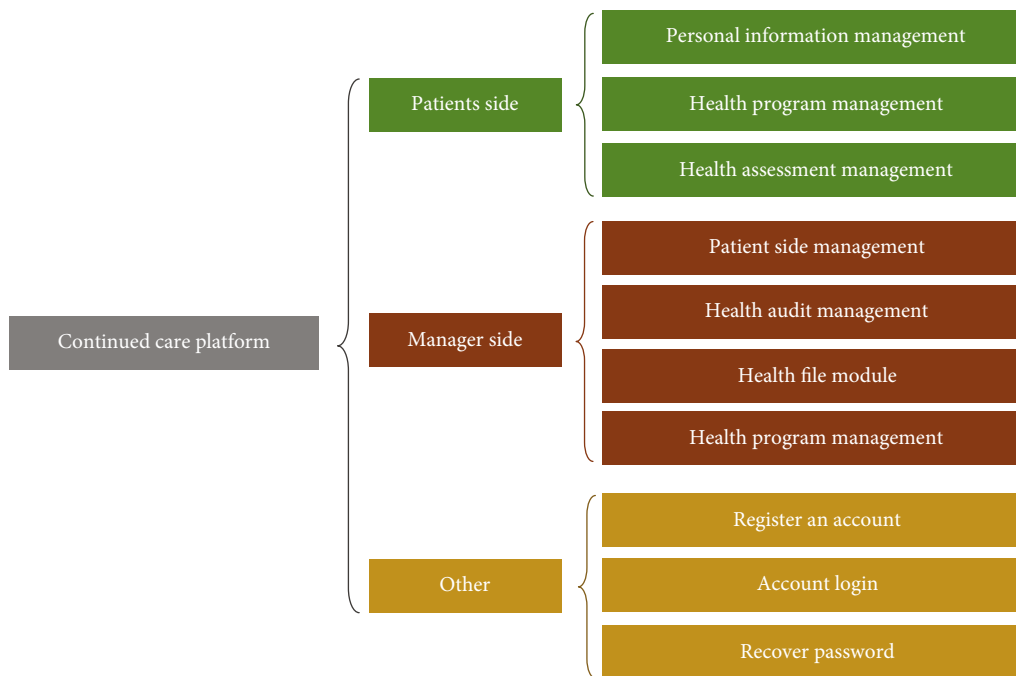 Continued care platform
Patients side
Personal information management
Health program management
Health assessment management
Manager side
Patient side management
Health audit management
Health file module
Health program management
Other
Register an account
Account login
Recover password